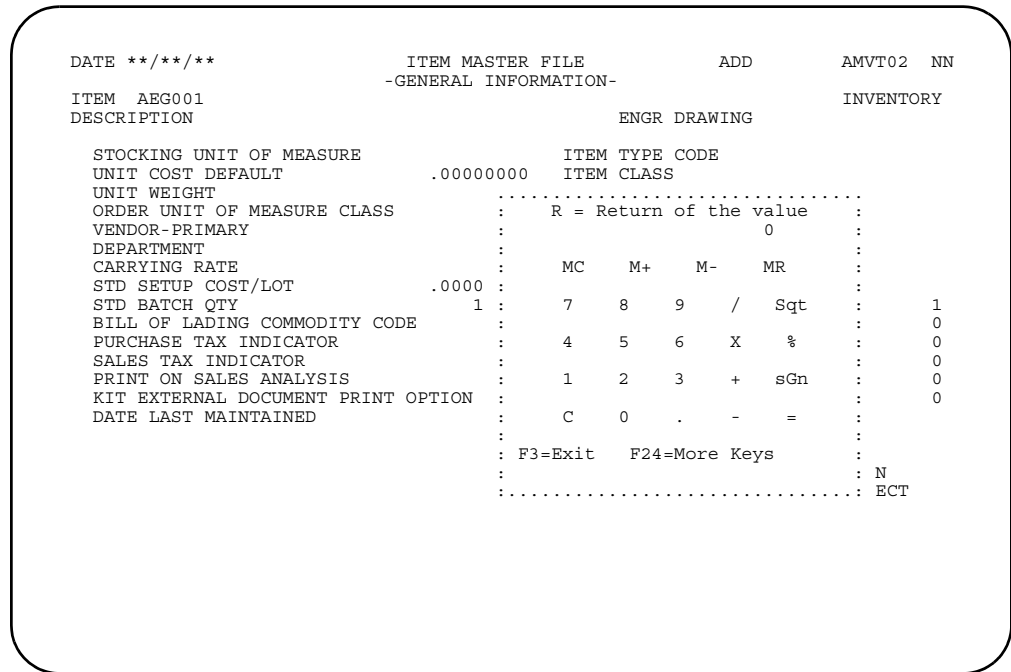 DATE **/**/** ITEM MASTER FILE ADD AMVT02 NN
-GENERAL INFORMATION-
ITEM AEG001 INVENTORY
DESCRIPTION ENGR DRAWING
STOCKING UNIT OF MEASURE ITEM TYPE CODE
UNIT COST DEFAULT .00000000 ITEM CLASS
UNIT WEIGHT .................................
ORDER UNIT OF MEASURE CLASS : R = Return of the value :
VENDOR-PRIMARY : 0 :
DEPARTMENT : :
CARRYING RATE : MC M+ M- MR :
STD SETUP COST/LOT .0000 : :
STD BATCH QTY 1 : 7 8 9 / Sqt : 1
BILL OF LADING COMMODITY CODE : : 0
PURCHASE TAX INDICATOR : 4 5 6 X % : 0
SALES TAX INDICATOR : : 0
PRINT ON SALES ANALYSIS : 1 2 3 + sGn : 0
KIT EXTERNAL DOCUMENT PRINT OPTION : : 0
DATE LAST MAINTAINED : C 0 . - = :
: :
: F3=Exit F24=More Keys :
: : N
:...............................: ECT